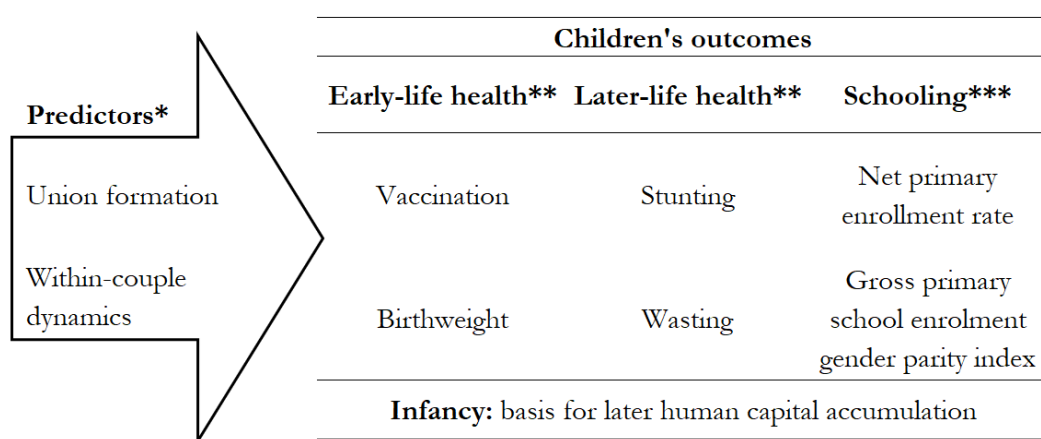 Children's outcomes
Predictors*
Early-life health** Later-life health** Schooling***
Union formation
Vaccination
Stunting
Net primary
enrollment rate
Within-couple
dynamics
Birthweight
Wasting
Gross primary
school enrolment
gender parity index
Infancy: basis for later human capital accumulation